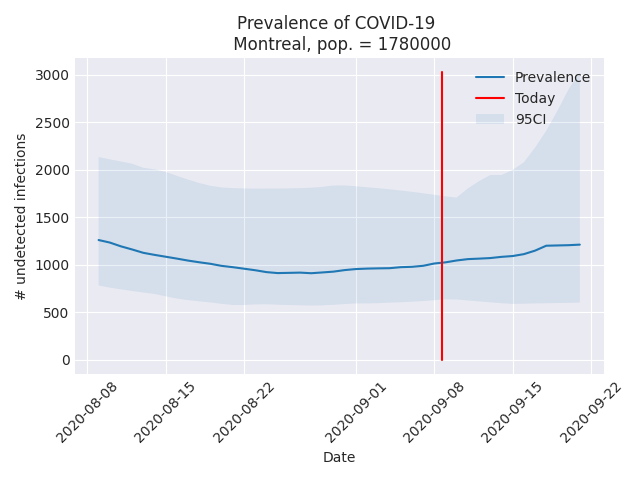 Prevalence of COVID-19
Montreal, pop. = 1780000
3000
2500
2000
1500
1000
500
0
# undetected infections
Prevalence
Today
95CI
2020-08-08
2020-08-15
2020-08-22
2020-09-01
2020-09-08
2020-09-15
2020-09-22
Date